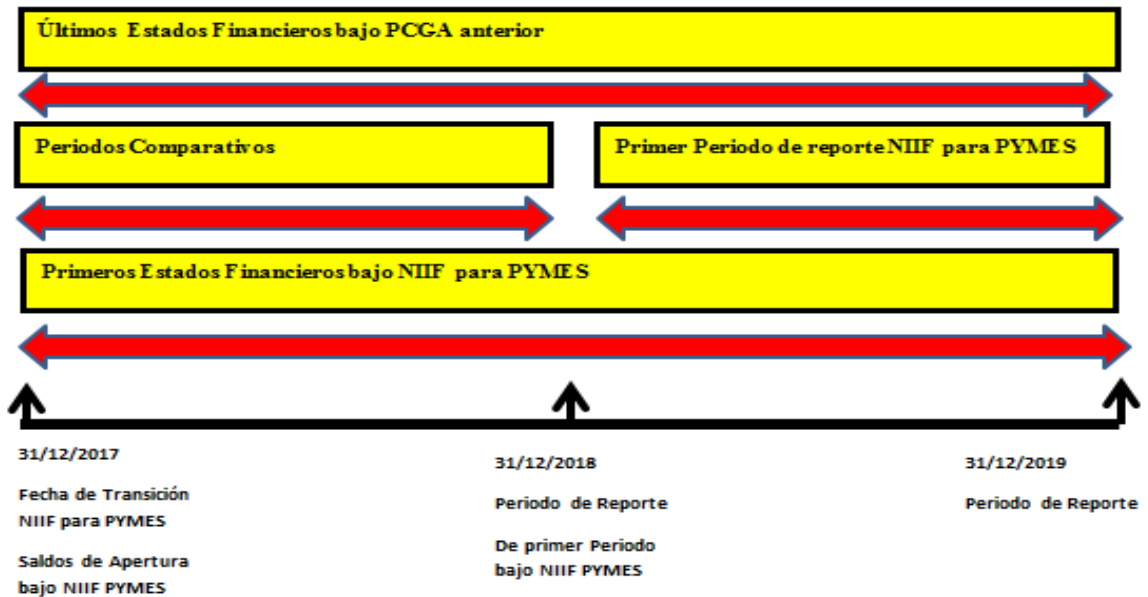 Últimos Estados Financieros bajo PCGA anterior
Periodos Comparativos
Primer Periodo de reporte NIIF para PYMES
Primeros Estados Financieros bajo NIIF para PYMES
31/12/2017
Fecha de Transición
NIIF para PYMES
Saldos de Apertura
bajo NIIF PYMES
31/12/2018
Periodo de Reporte
De primer Periodo
bajo NIIF PYMES
31/12/2019
Periodo de Reporte